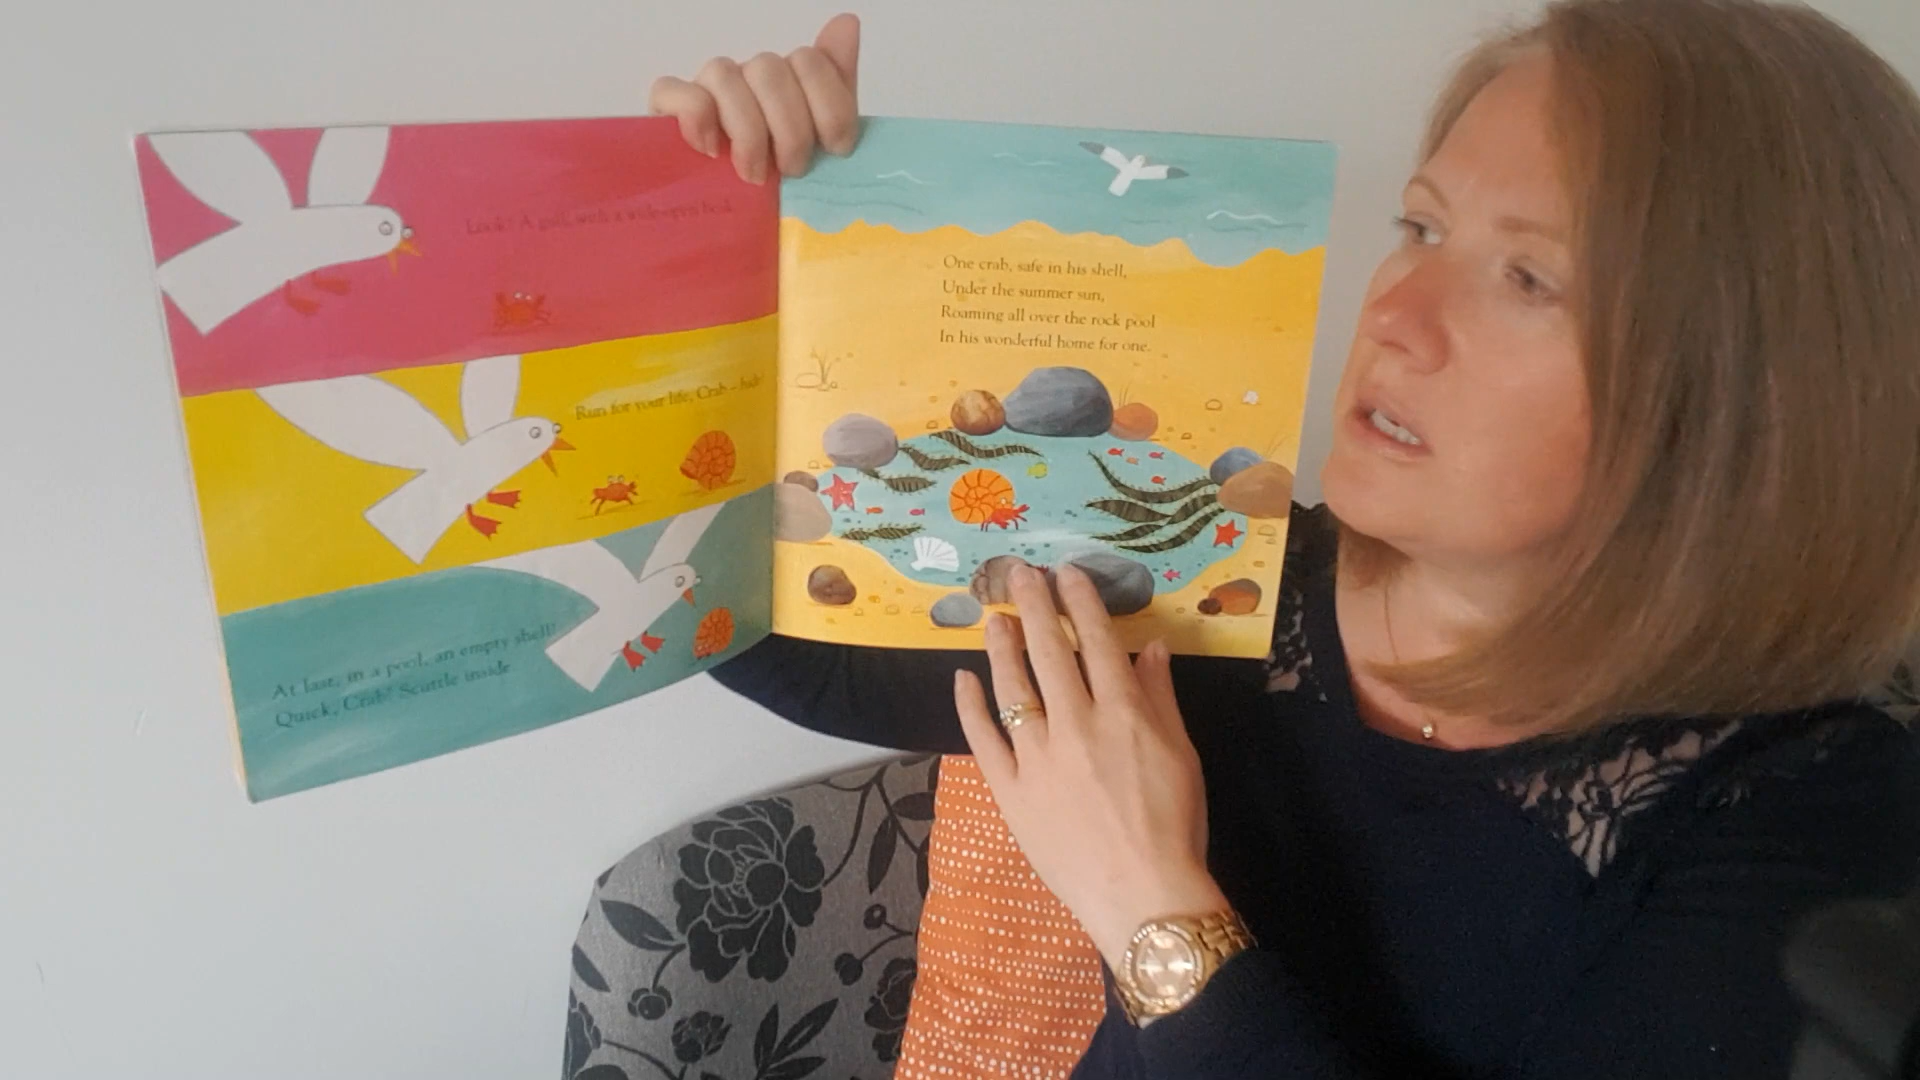 Look! A gull, with a wide-open beak.
Run for your life, Crab – hide!
At last, in a pool, an empty shell!
Quick, Crab! Scuttle inside.
One crab, safe in his shell,
Under the summer sun,
Roaming all over the rock pool
In his wonderful home for one.